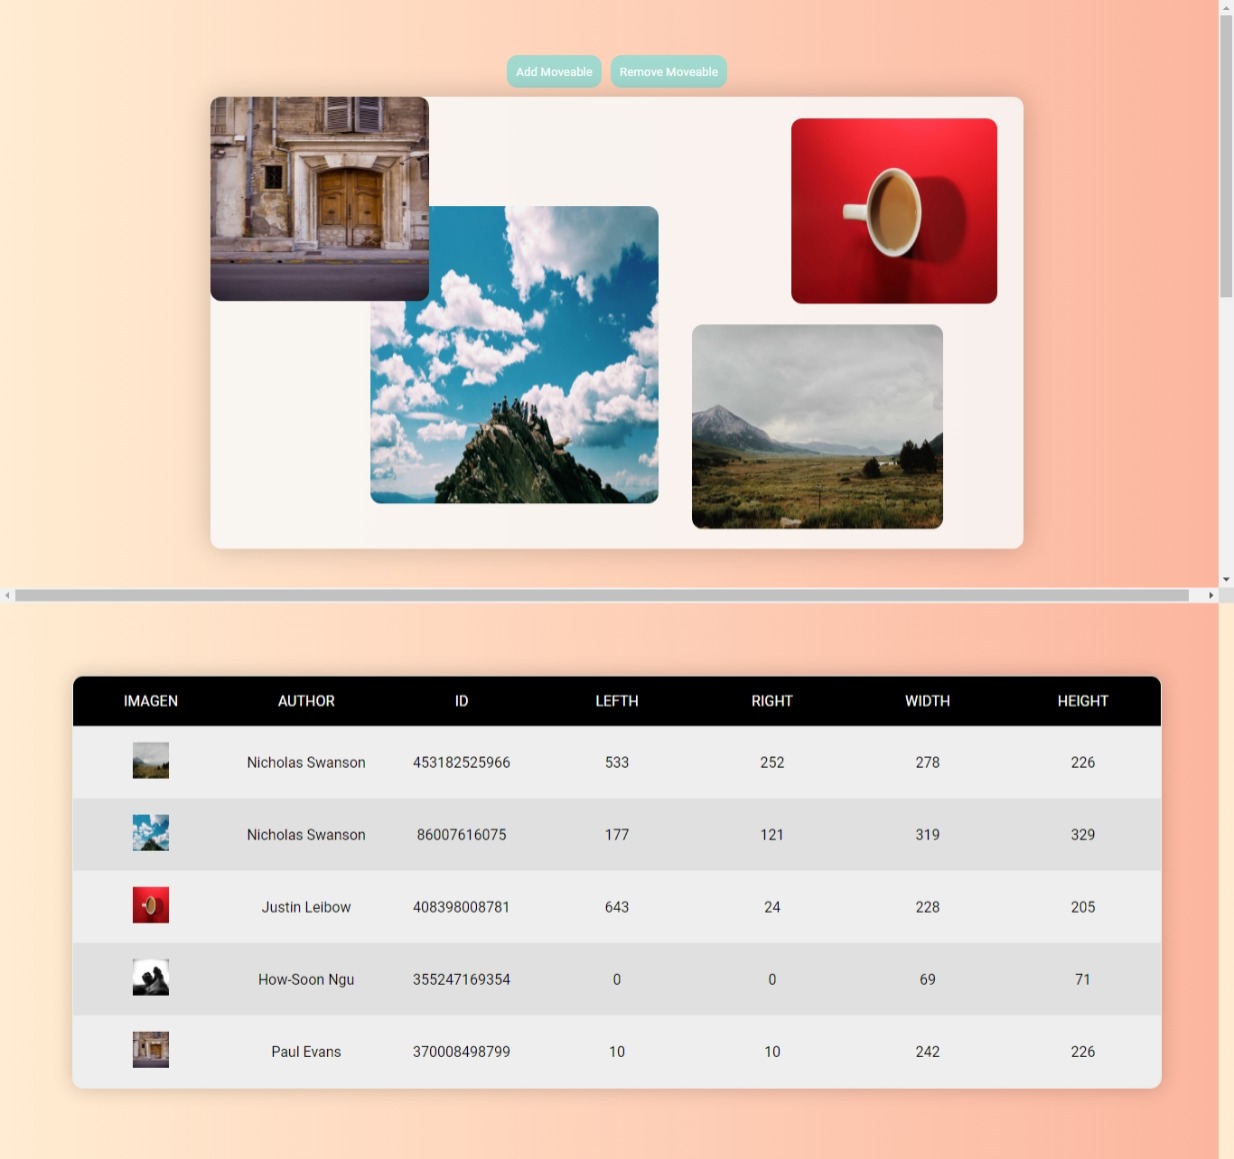 Add Moveable Remove Moveable
IMAGEN AUTHOR ID LEFTH RIGHT WIDTH HEIGHT
Nicholas Swanson 453182525966 533 252 278 226
Nicholas Swanson 86007616075 177 121 319 329
Justin Leibow 408398008781 643 24 228 205
How-Soon Ngu 355247169354 0 0 69 71
Paul Evans 370008498799 10 10 242 226